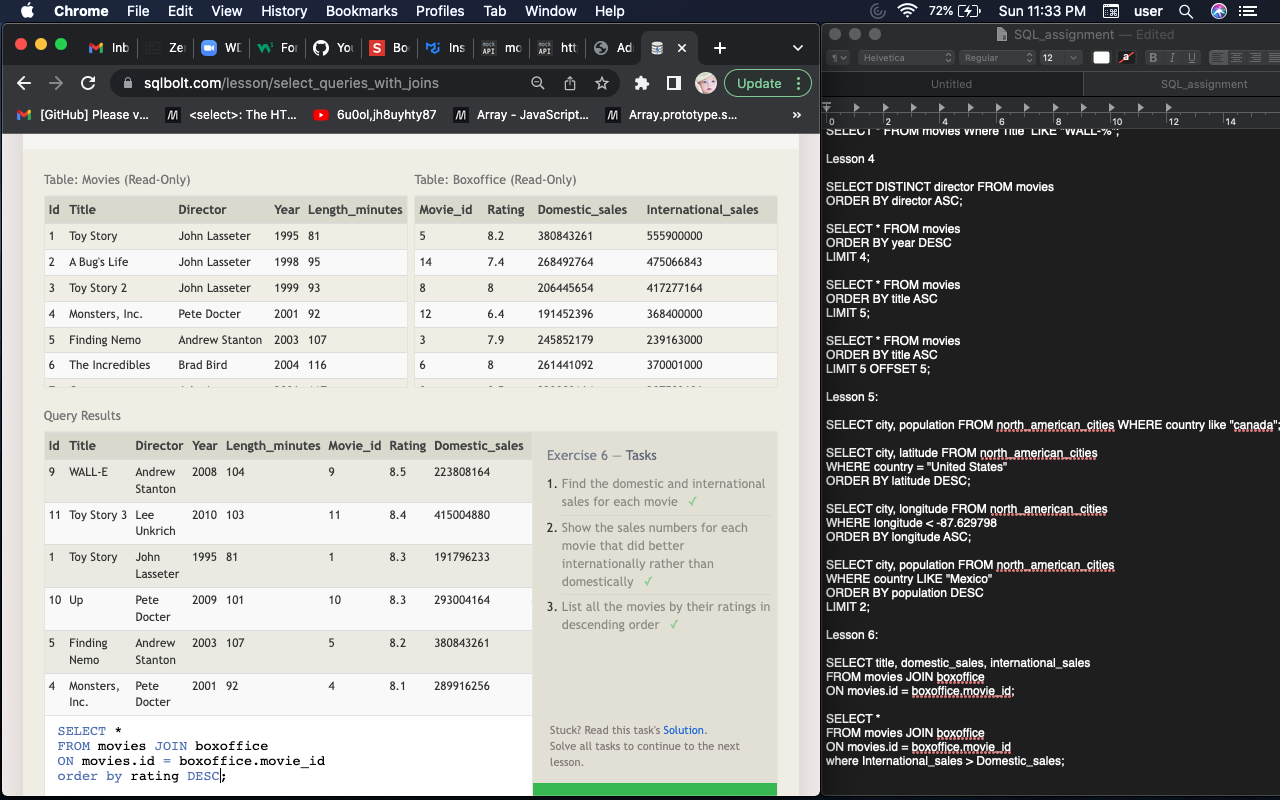 Chrome File Edit View History Bookmarks Profiles Tab Window Help 72% Sun 11:33 PM user
Inb Ze WD For You Bo Ins mo htt Ad
SQL_assignment — Edited
sqlbolt.com/lesson/select_queries_with_joins Update
Helvetica Regular 12 a B I U
Untitled SQL_assignment
[GitHub] Please v... <select>: The HT... 6u0ol,jh8uyhty87 Array - JavaScript... Array.prototype.s... »
0 2 4 6 8 10 12 14
Table: Movies (Read-Only)
Id Title Director Year Length_minutes
1 Toy Story John Lasseter 1995 81
2 A Bug's Life John Lasseter 1998 95
3 Toy Story 2 John Lasseter 1999 93
4 Monsters, Inc. Pete Docter 2001 92
5 Finding Nemo Andrew Stanton 2003 107
6 The Incredibles Brad Bird 2004 116
Table: Boxoffice (Read-Only)
Movie_id Rating Domestic_sales International_sales
5 8.2 380843261 555900000
14 7.4 268492764 475066843
8 8 206445654 417277164
12 6.4 191452396 368400000
3 7.9 245852179 239163000
6 8 261441092 370001000
Query Results
Id Title Director Year Length_minutes Movie_id Rating Domestic_sales
9 WALL-E Andrew Stanton 2008 104 9 8.5 223808164
11 Toy Story 3 Lee Unkrich 2010 103 11 8.4 415004880
1 Toy Story John Lasseter 1995 81 1 8.3 191796233
10 Up Pete Docter 2009 101 10 8.3 293004164
5 Finding Nemo Andrew Stanton 2003 107 5 8.2 380843261
4 Monsters, Inc. Pete Docter 2001 92 4 8.1 289916256
SELECT *
FROM movies JOIN boxoffice
ON movies.id = boxoffice.movie_id
order by rating DESC;
Exercise 6 — Tasks
1. Find the domestic and international
sales for each movie ✓
2. Show the sales numbers for each
movie that did better
internationally rather than
domestically ✓
3. List all the movies by their ratings in
descending order ✓
Stuck? Read this task's Solution.
Solve all tasks to continue to the next
lesson.
SELECT * FROM movies Where Title LIKE "WALL-%";
Lesson 4
SELECT DISTINCT director FROM movies
ORDER BY director ASC;
SELECT * FROM movies
ORDER BY year DESC
LIMIT 4;
SELECT * FROM movies
ORDER BY title ASC
LIMIT 5;
SELECT * FROM movies
ORDER BY title ASC
LIMIT 5 OFFSET 5;
Lesson 5:
SELECT city, population FROM north_american_cities WHERE country like "canada";
SELECT city, latitude FROM north_american_cities
WHERE country = "United States"
ORDER BY latitude DESC;
SELECT city, longitude FROM north_american_cities
WHERE longitude < -87.629798
ORDER BY longitude ASC;
SELECT city, population FROM north_american_cities
WHERE country LIKE "Mexico"
ORDER BY population DESC
LIMIT 2;
Lesson 6:
SELECT title, domestic_sales, international_sales
FROM movies JOIN boxoffice
ON movies.id = boxoffice.movie_id;
SELECT *
FROM movies JOIN boxoffice
ON movies.id = boxoffice.movie_id
where International_sales > Domestic_sales;